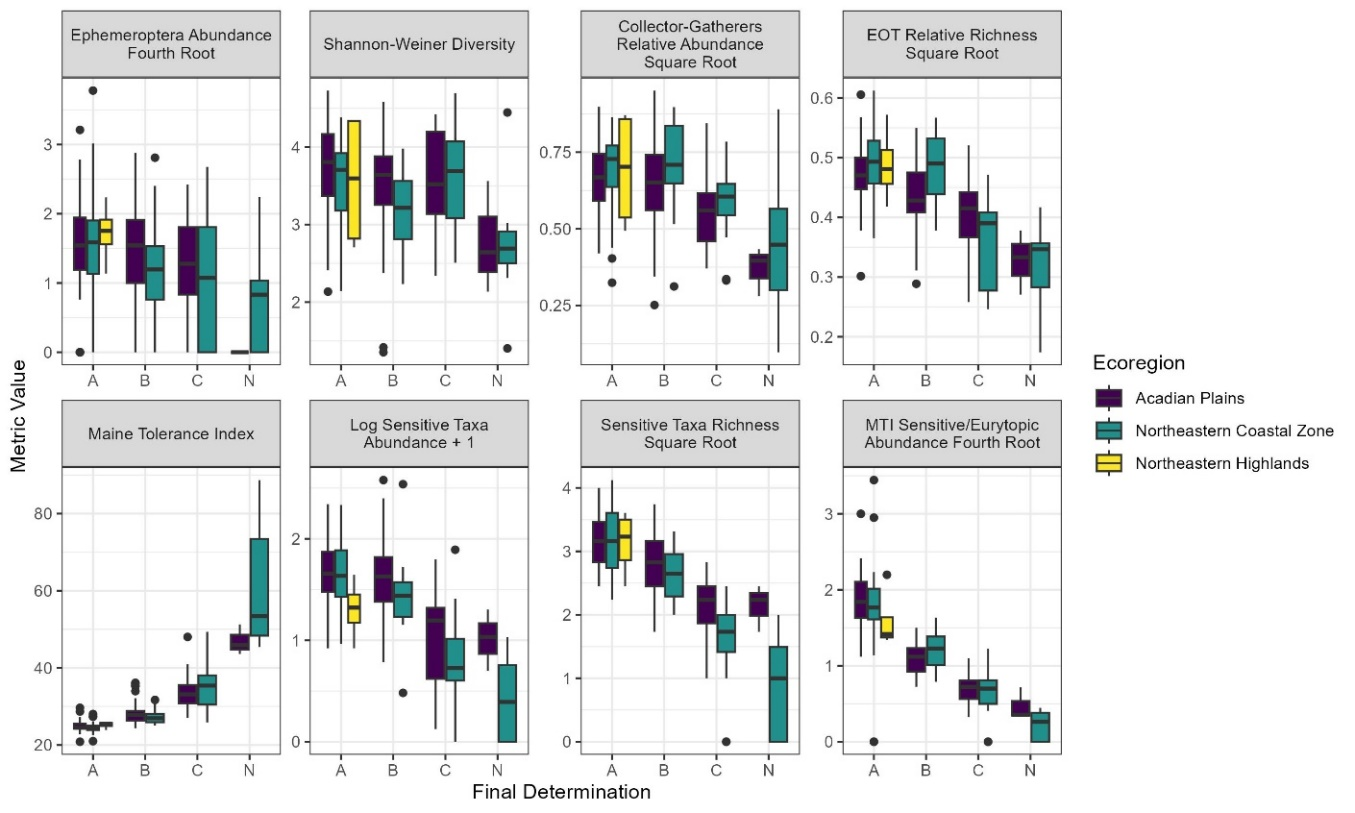 Ephemeroptera Abundance
Fourth Root
Shannon-Weiner Diversity
Collector-Gatherers
Relative Abundance
Square Root
EOT Relative Richness
Square Root
3
2
1
0
4
3
2
0.75
0.50
0.25
0.6
0.5
0.4
0.3
0.2
A B C N
A B C N
A B C N
A B C N
Maine Tolerance Index
Log Sensitive Taxa
Abundance + 1
Sensitive Taxa Richness
Square Root
MTI Sensitive/Eurytopic
Abundance Fourth Root
80
60
40
20
2
1
0
4
3
2
1
0
3
2
1
0
A B C N
A B C N
A B C N
A B C N
Metric Value
Final Determination
Ecoregion
Acadian Plains
Northeastern Coastal Zone
Northeastern Highlands